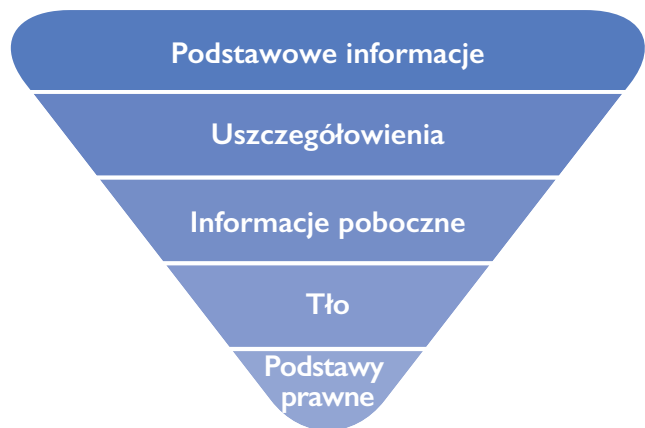 Podstawowe informacje
Uszczegółowienia
Informacje poboczne
Tło
Podstawy
prawne